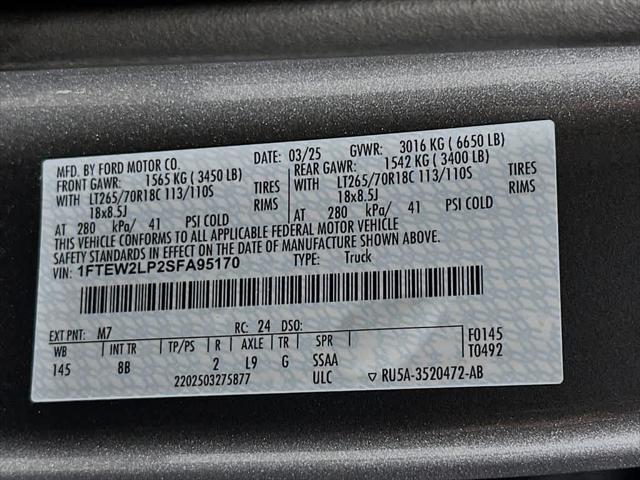 MFD. BY FORD MOTOR CO.
DATE: 03/25 GVWR: 3016 KG ( 6650 LB)
FRONT GAWR: 1565 KG ( 3450 LB) REAR GAWR: 1542 KG ( 3400 LB)
WITH LT265/70R18C 113/110S TIRES WITH LT265/70R18C 113/110S TIRES
18x8.5J RIMS 18x8.5J RIMS
AT 280 kPa/ 41 PSI COLD AT 280 kPa/ 41 PSI COLD
THIS VEHICLE CONFORMS TO ALL APPLICABLE FEDERAL MOTOR VEHICLE
SAFETY STANDARDS IN EFFECT ON THE DATE OF MANUFACTURE SHOWN ABOVE.
VIN: 1FTEW2LP2SFA95170 TYPE: Truck
EXT PNT: M7 RC: 24 DSO:
WB INT TR TP/PS R AXLE TR SPR
145 8B 2 L9 G SSAA
2202503275877 ULC
F0145
T0492
▽ RU5A-3520472-AB